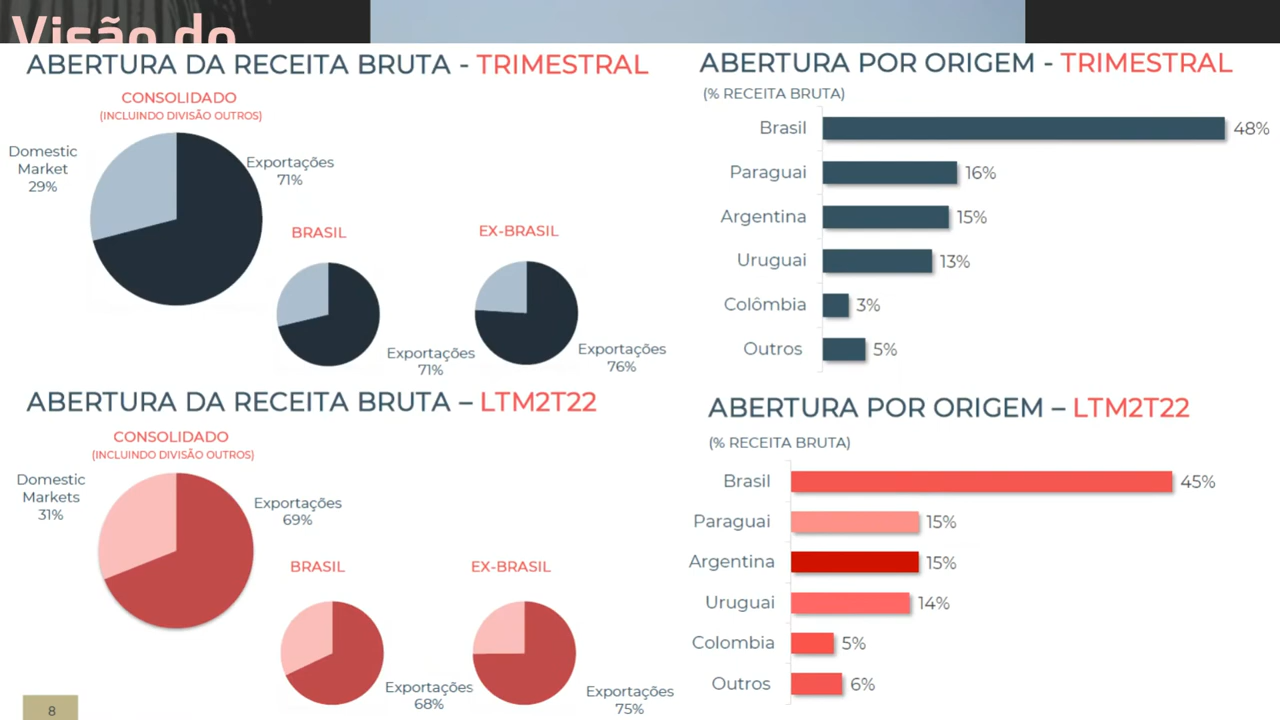 Visão do
ABERTURA DA RECEITA BRUTA - TRIMESTRAL
CONSOLIDADO
(INCLUINDO DIVISÃO OUTROS)
Domestic
Market
29%
Exportações
71%
BRASIL
Exportações
71%
EX-BRASIL
Exportações
76%
ABERTURA POR ORIGEM - TRIMESTRAL
(% RECEITA BRUTA)
Brasil 48%
Paraguai 16%
Argentina 15%
Uruguai 13%
Colômbia 3%
Outros 5%
ABERTURA DA RECEITA BRUTA – LTM2T22
CONSOLIDADO
(INCLUINDO DIVISÃO OUTROS)
Domestic
Markets
31%
Exportações
69%
BRASIL
Exportações
68%
EX-BRASIL
Exportações
75%
ABERTURA POR ORIGEM – LTM2T22
(% RECEITA BRUTA)
Brasil 45%
Paraguai 15%
Argentina 15%
Uruguai 14%
Colombia 5%
Outros 6%
8